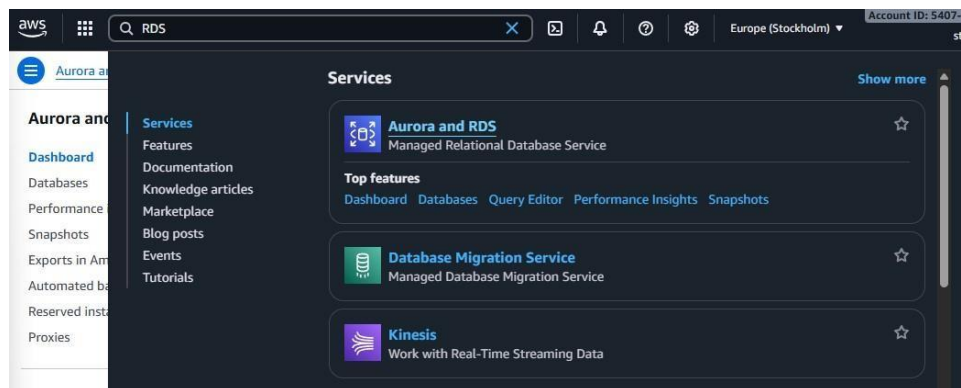 aws
RDS
Europe (Stockholm)
Account ID: 5407-
st
Aurora an
Aurora and
Dashboard
Databases
Performance i
Snapshots
Exports in Am
Automated ba
Reserved insta
Proxies
Services
Features
Documentation
Knowledge articles
Marketplace
Blog posts
Events
Tutorials
Services
Show more
Aurora and RDS
Managed Relational Database Service
Top features
Dashboard Databases Query Editor Performance Insights Snapshots
Database Migration Service
Managed Database Migration Service
Kinesis
Work with Real-Time Streaming Data